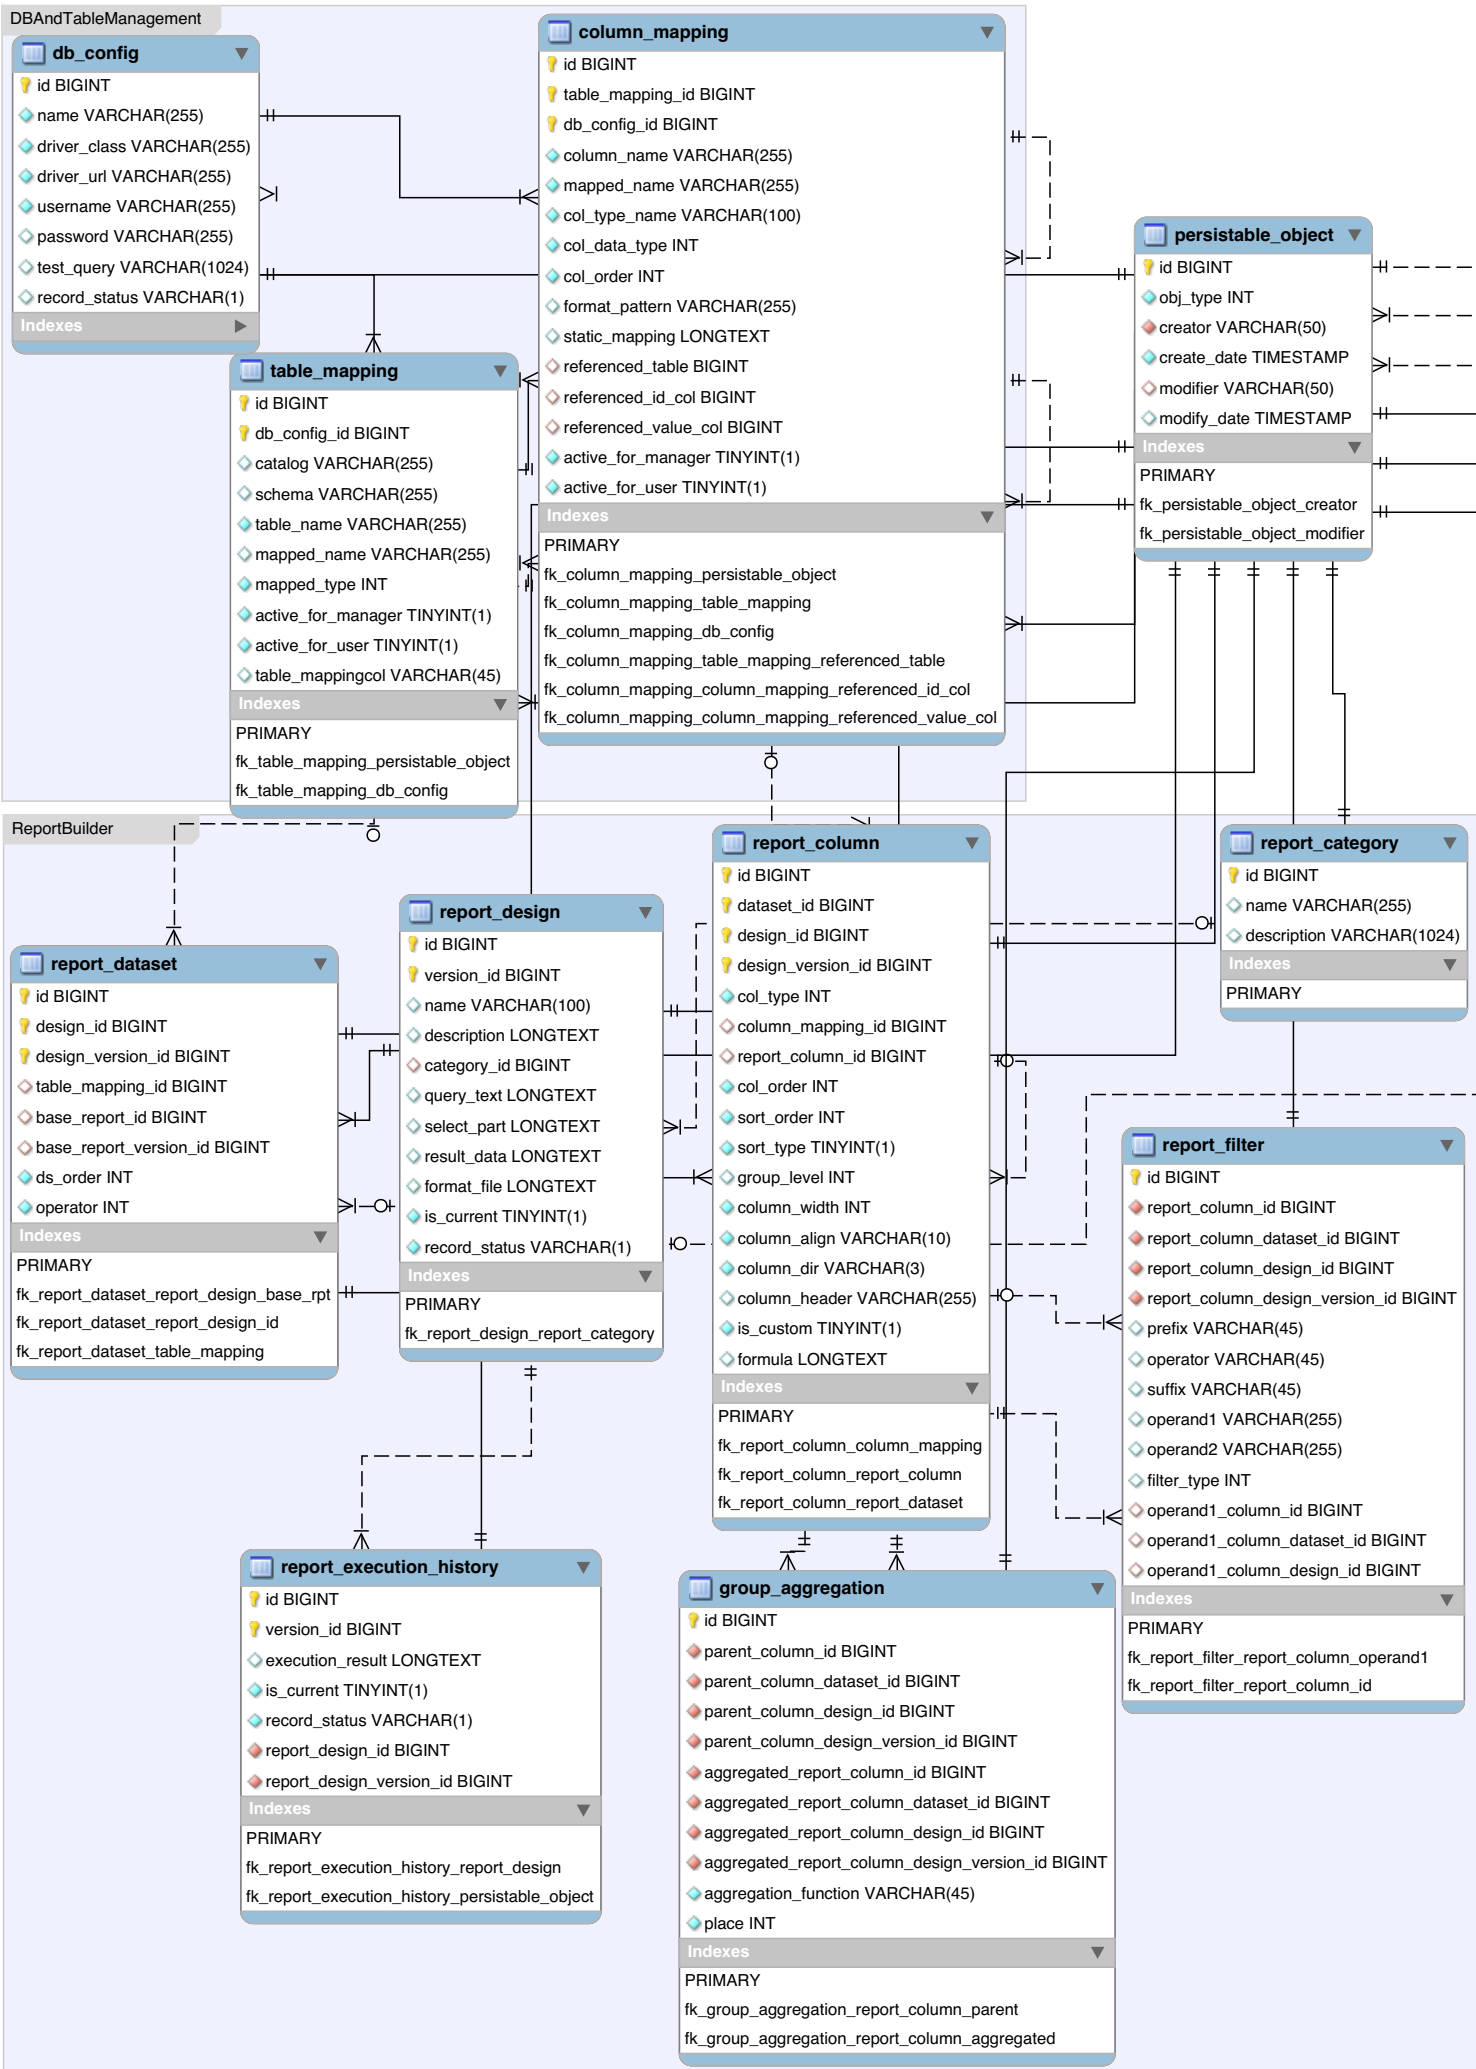 DBAndTableManagement
db_config
id BIGINT
name VARCHAR(255)
driver_class VARCHAR(255)
driver_url VARCHAR(255)
username VARCHAR(255)
password VARCHAR(255)
test_query VARCHAR(1024)
record_status VARCHAR(1)
Indexes
column_mapping
id BIGINT
table_mapping_id BIGINT
db_config_id BIGINT
column_name VARCHAR(255)
mapped_name VARCHAR(255)
col_type_name VARCHAR(100)
col_data_type INT
col_order INT
format_pattern VARCHAR(255)
static_mapping LONGTEXT
referenced_table BIGINT
referenced_id_col BIGINT
referenced_value_col BIGINT
active_for_manager TINYINT(1)
active_for_user TINYINT(1)
Indexes
PRIMARY
fk_column_mapping_persistable_object
fk_column_mapping_table_mapping
fk_column_mapping_db_config
fk_column_mapping_table_mapping_referenced_table
fk_column_mapping_column_mapping_referenced_id_col
fk_column_mapping_column_mapping_referenced_value_col
persistable_object
id BIGINT
obj_type INT
creator VARCHAR(50)
create_date TIMESTAMP
modifier VARCHAR(50)
modify_date TIMESTAMP
Indexes
PRIMARY
fk_persistable_object_creator
fk_persistable_object_modifier
table_mapping
id BIGINT
db_config_id BIGINT
catalog VARCHAR(255)
schema VARCHAR(255)
table_name VARCHAR(255)
mapped_name VARCHAR(255)
mapped_type INT
active_for_manager TINYINT(1)
active_for_user TINYINT(1)
table_mappingcol VARCHAR(45)
Indexes
PRIMARY
fk_table_mapping_persistable_object
fk_table_mapping_db_config
ReportBuilder
report_dataset
id BIGINT
design_id BIGINT
design_version_id BIGINT
table_mapping_id BIGINT
base_report_id BIGINT
base_report_version_id BIGINT
ds_order INT
operator INT
Indexes
PRIMARY
fk_report_dataset_report_design_base_rpt
fk_report_dataset_report_design_id
fk_report_dataset_table_mapping
report_design
id BIGINT
version_id BIGINT
name VARCHAR(100)
description LONGTEXT
category_id BIGINT
query_text LONGTEXT
select_part LONGTEXT
result_data LONGTEXT
format_file LONGTEXT
is_current TINYINT(1)
record_status VARCHAR(1)
Indexes
PRIMARY
fk_report_design_report_category
report_column
id BIGINT
dataset_id BIGINT
design_id BIGINT
design_version_id BIGINT
col_type INT
column_mapping_id BIGINT
report_column_id BIGINT
col_order INT
sort_order INT
sort_type TINYINT(1)
group_level INT
column_width INT
column_align VARCHAR(10)
column_dir VARCHAR(3)
column_header VARCHAR(255)
is_custom TINYINT(1)
formula LONGTEXT
Indexes
PRIMARY
fk_report_column_column_mapping
fk_report_column_report_column
fk_report_column_report_dataset
report_category
id BIGINT
name VARCHAR(255)
description VARCHAR(1024)
Indexes
PRIMARY
report_filter
id BIGINT
report_column_id BIGINT
report_column_dataset_id BIGINT
report_column_design_id BIGINT
report_column_design_version_id BIGINT
prefix VARCHAR(45)
operator VARCHAR(45)
suffix VARCHAR(45)
operand1 VARCHAR(255)
operand2 VARCHAR(255)
filter_type INT
operand1_column_id BIGINT
operand1_column_dataset_id BIGINT
operand1_column_design_id BIGINT
Indexes
PRIMARY
fk_report_filter_report_column_operand1
fk_report_filter_report_column_id
report_execution_history
id BIGINT
version_id BIGINT
execution_result LONGTEXT
is_current TINYINT(1)
record_status VARCHAR(1)
report_design_id BIGINT
report_design_version_id BIGINT
Indexes
PRIMARY
fk_report_execution_history_report_design
fk_report_execution_history_persistable_object
group_aggregation
id BIGINT
parent_column_id BIGINT
parent_column_dataset_id BIGINT
parent_column_design_id BIGINT
parent_column_design_version_id BIGINT
aggregated_report_column_id BIGINT
aggregated_report_column_dataset_id BIGINT
aggregated_report_column_design_id BIGINT
aggregated_report_column_design_version_id BIGINT
aggregation_function VARCHAR(45)
place INT
Indexes
PRIMARY
fk_group_aggregation_report_column_parent
fk_group_aggregation_report_column_aggregated